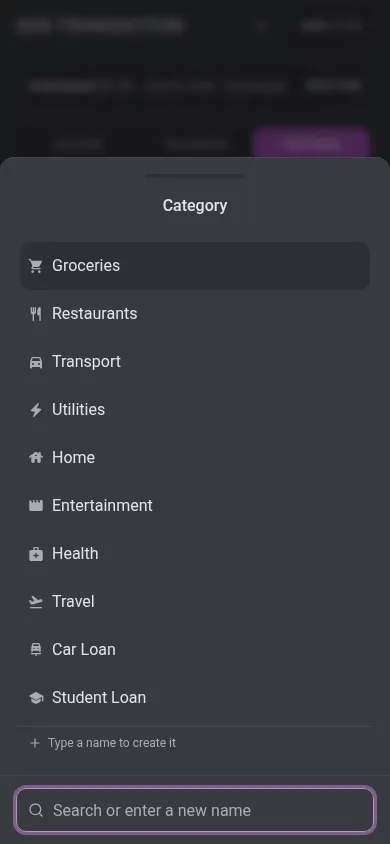 Category
Groceries
Restaurants
Transport
Utilities
Home
Entertainment
Health
Travel
Car Loan
Student Loan
Type a name to create it
Search or enter a new name